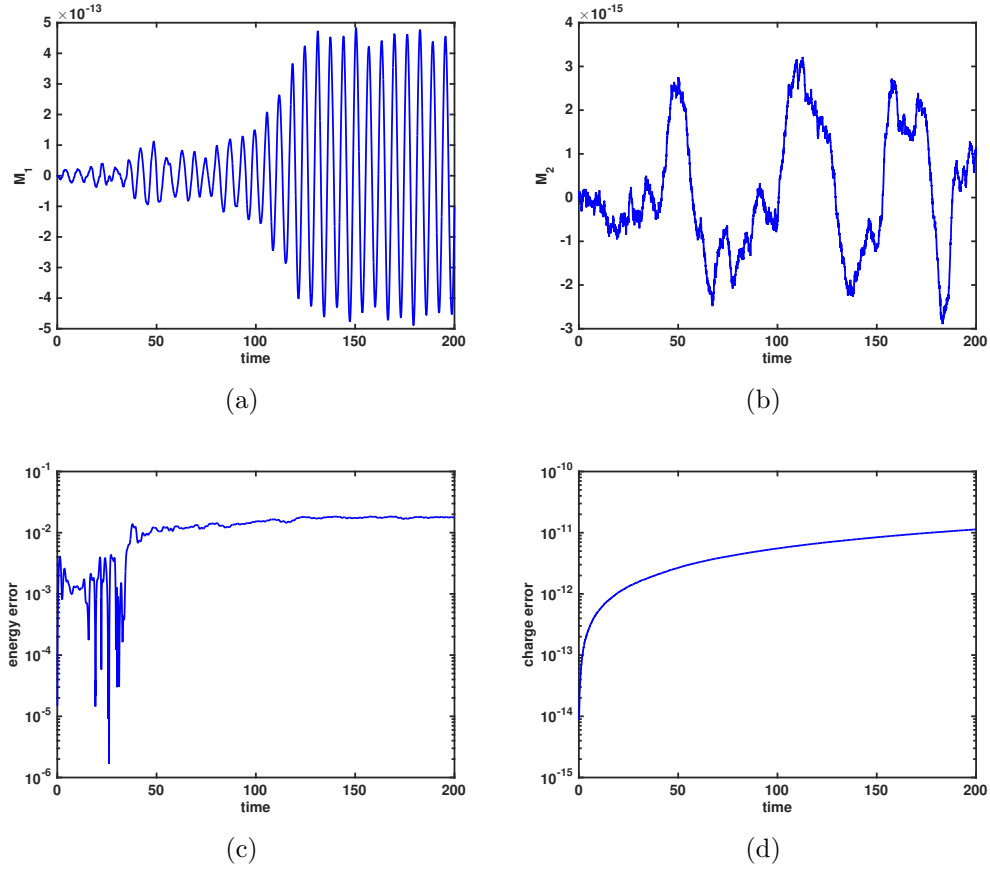 ×10⁻¹³
5
4
3
2
1
0
-1
-2
-3
-4
-5
M₁
0 50 100 150 200
time
(a)
×10⁻¹⁵
4
3
2
1
0
-1
-2
-3
M₂
0 50 100 150 200
time
(b)
10⁻¹
10⁻²
10⁻³
10⁻⁴
10⁻⁵
10⁻⁶
energy error
0 50 100 150 200
time
(c)
10⁻¹⁰
10⁻¹¹
10⁻¹²
10⁻¹³
10⁻¹⁴
10⁻¹⁵
charge error
0 50 100 150 200
time
(d)